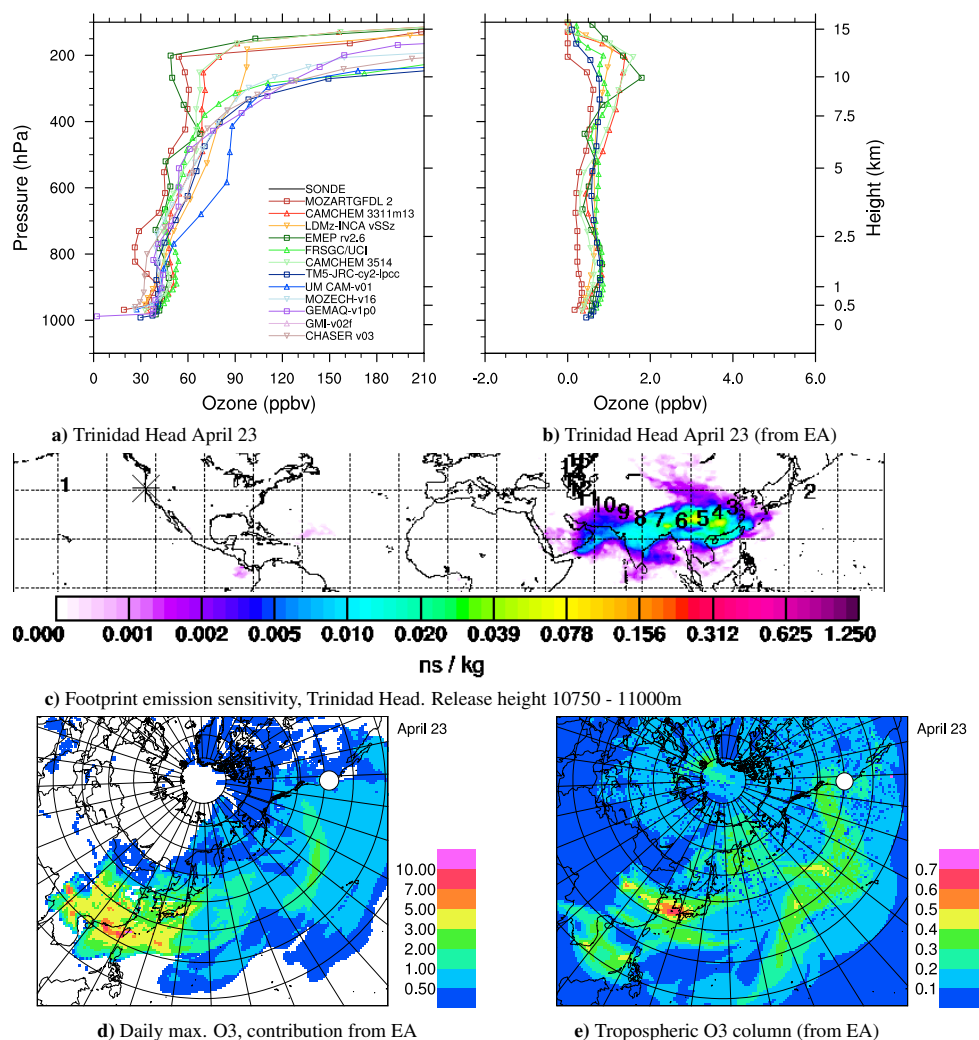 200
400
600
800
1000
Pressure (hPa)
SONDE
MOZARTGFDL 2
CAMCHEM 3311m13
LDMz-INCA vSSz
EMEP rv2.6
FRSGC/UCI
CAMCHEM 3514
TM5-JRC-cy2-Ipcc
UM CAM-v01
MOZECH-v16
GEMAQ-v1p0
GMI-v02f
CHASER v03
0 30 60 90 120 150 180 210
Ozone (ppbv)
a) Trinidad Head April 23
15
10
7.5
5
2.5
1
0.5
0
Height (km)
-2.0 0.0 2.0 4.0 6.0
Ozone (ppbv)
b) Trinidad Head April 23 (from EA)
1 10 9 8 7 6 5 4 3 2
0.000 0.001 0.002 0.005 0.010 0.020 0.039 0.078 0.156 0.312 0.625 1.250
ns / kg
c) Footprint emission sensitivity, Trinidad Head. Release height 10750 - 11000m
April 23
10.00
7.00
5.00
3.00
2.00
1.00
0.50
d) Daily max. O3, contribution from EA
April 23
0.7
0.6
0.5
0.4
0.3
0.2
0.1
e) Tropospheric O3 column (from EA)